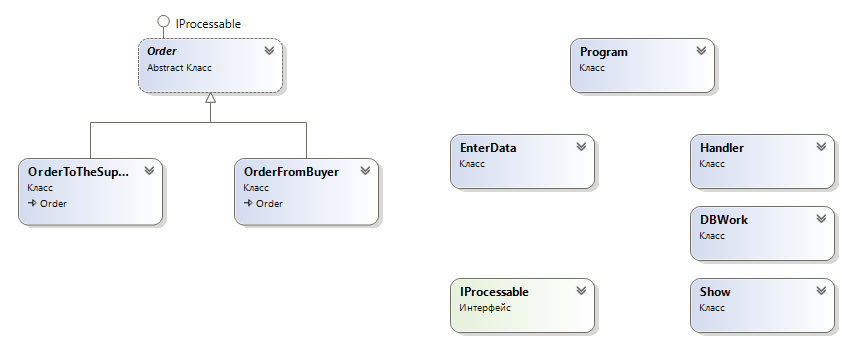 IProcessable
Order
Abstract Класс
OrderToTheSup...
Класс
Order
OrderFromBuyer
Класс
Order
Program
Класс
EnterData
Класс
Handler
Класс
DBWork
Класс
IProcessable
Интерфейс
Show
Класс